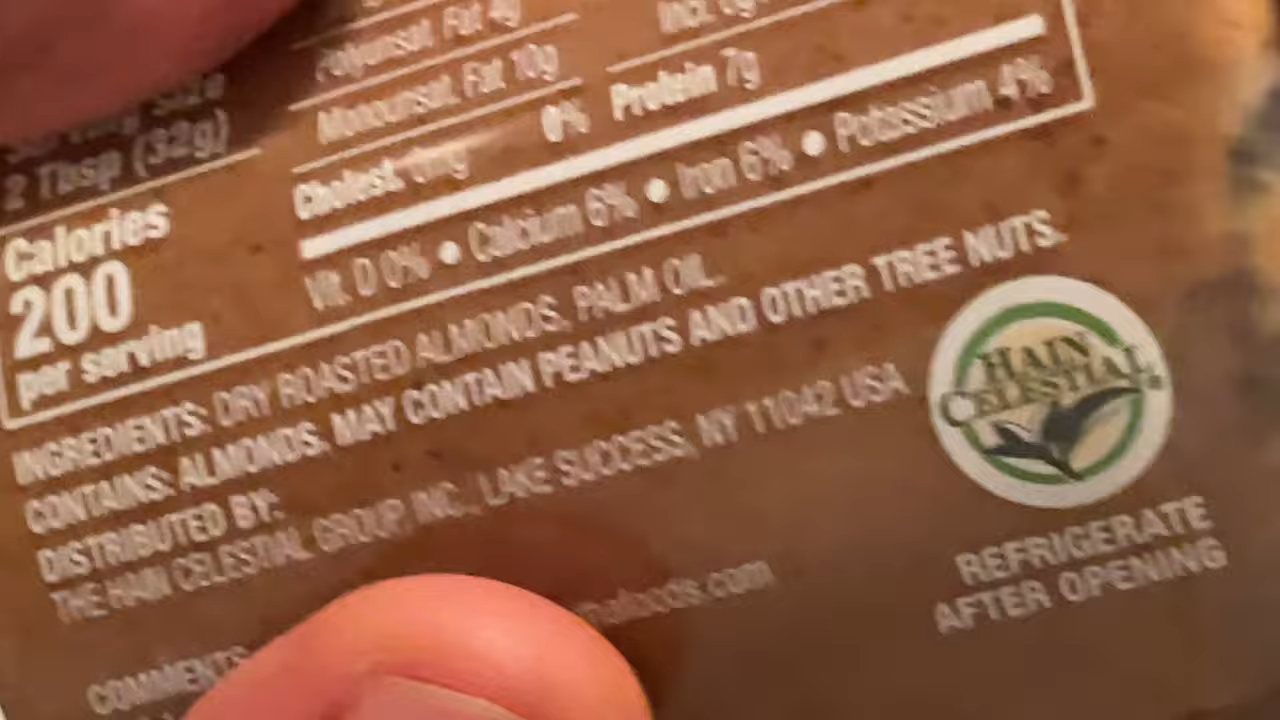 Polyunsat. Fat 4g
Monounsat. Fat 10g
Cholest. 0mg 0%
Incl. 0g
Protein 7g
2 Tbsp (32g)
Calories
200
per serving
Vit. D 0% • Calcium 6% • Iron 6% • Potassium 4%
INGREDIENTS: DRY ROASTED ALMONDS, PALM OIL.
CONTAINS: ALMONDS. MAY CONTAIN PEANUTS AND OTHER TREE NUTS.
DISTRIBUTED BY:
THE HAIN CELESTIAL GROUP INC., LAKE SUCCESS, NY 11042 USA
HAIN
CELESTIAL
REFRIGERATE
AFTER OPENING
COMMENTS